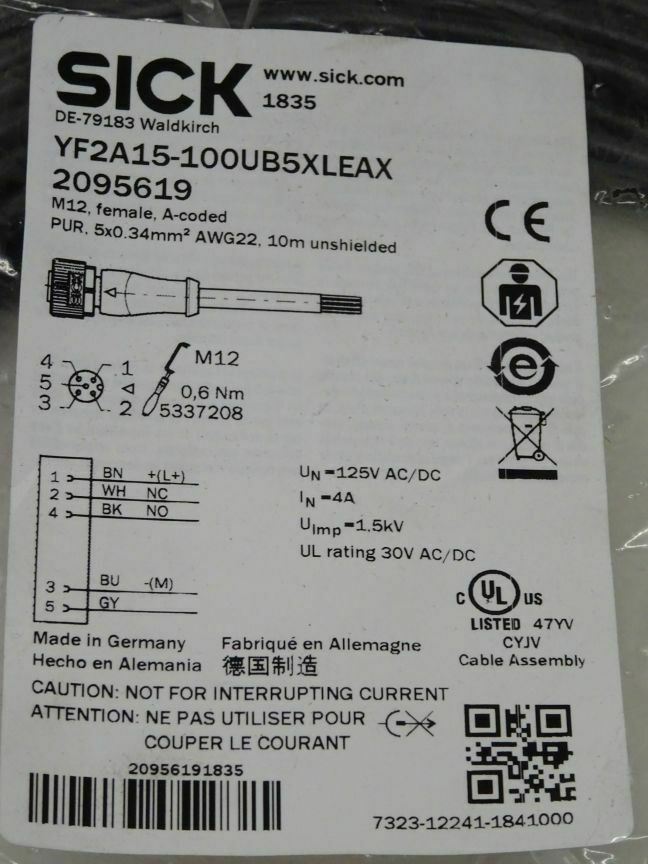 SICK www.sick.com
1835
DE-79183 Waldkirch
YF2A15-100UB5XLEAX
2095619
M12, female, A-coded
PUR, 5x0.34mm² AWG22, 10m unshielded
CE
e
4 1
5
3 2
M12
0,6 Nm
5337208
1 BN +(L+)
2 WH NC
4 BK NO
3 BU -(M)
5 GY
UN=125V AC/DC
IN=4A
UImp=1,5kV
UL rating 30V AC/DC
C UL US
LISTED 47YV
CYJV
Cable Assembly
Made in Germany Fabriqué en Allemagne
Hecho en Alemania 德国制造
CAUTION: NOT FOR INTERRUPTING CURRENT
ATTENTION: NE PAS UTILISER POUR
COUPER LE COURANT
20956191835
7323-12241-1841000